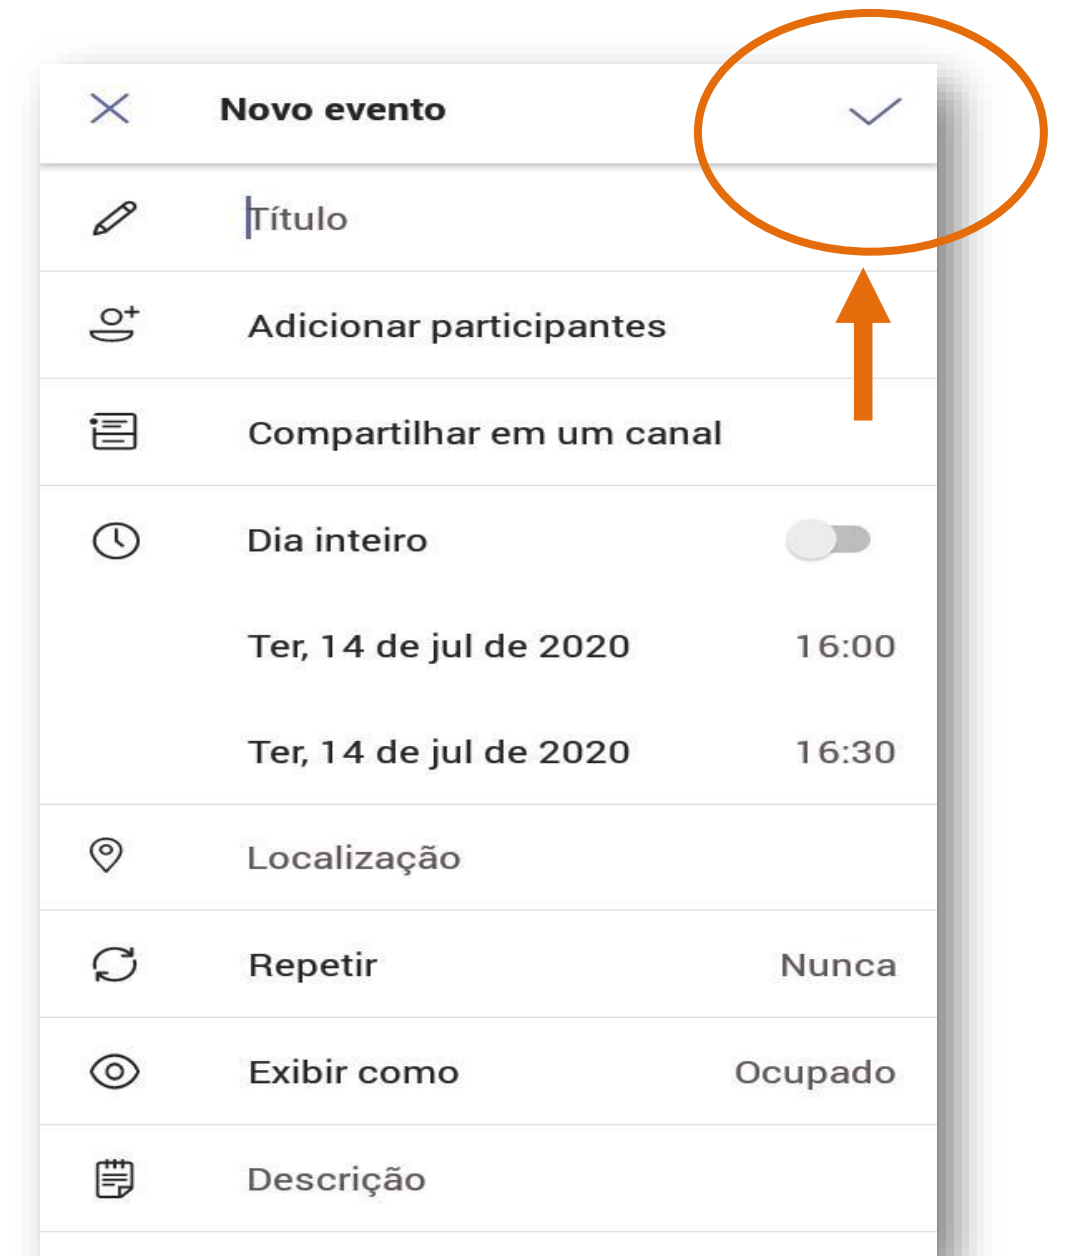 Novo evento
Título
Adicionar participantes
Compartilhar em um canal
Dia inteiro
Ter, 14 de jul de 2020 16:00
Ter, 14 de jul de 2020 16:30
Localização
Repetir Nunca
Exibir como Ocupado
Descrição